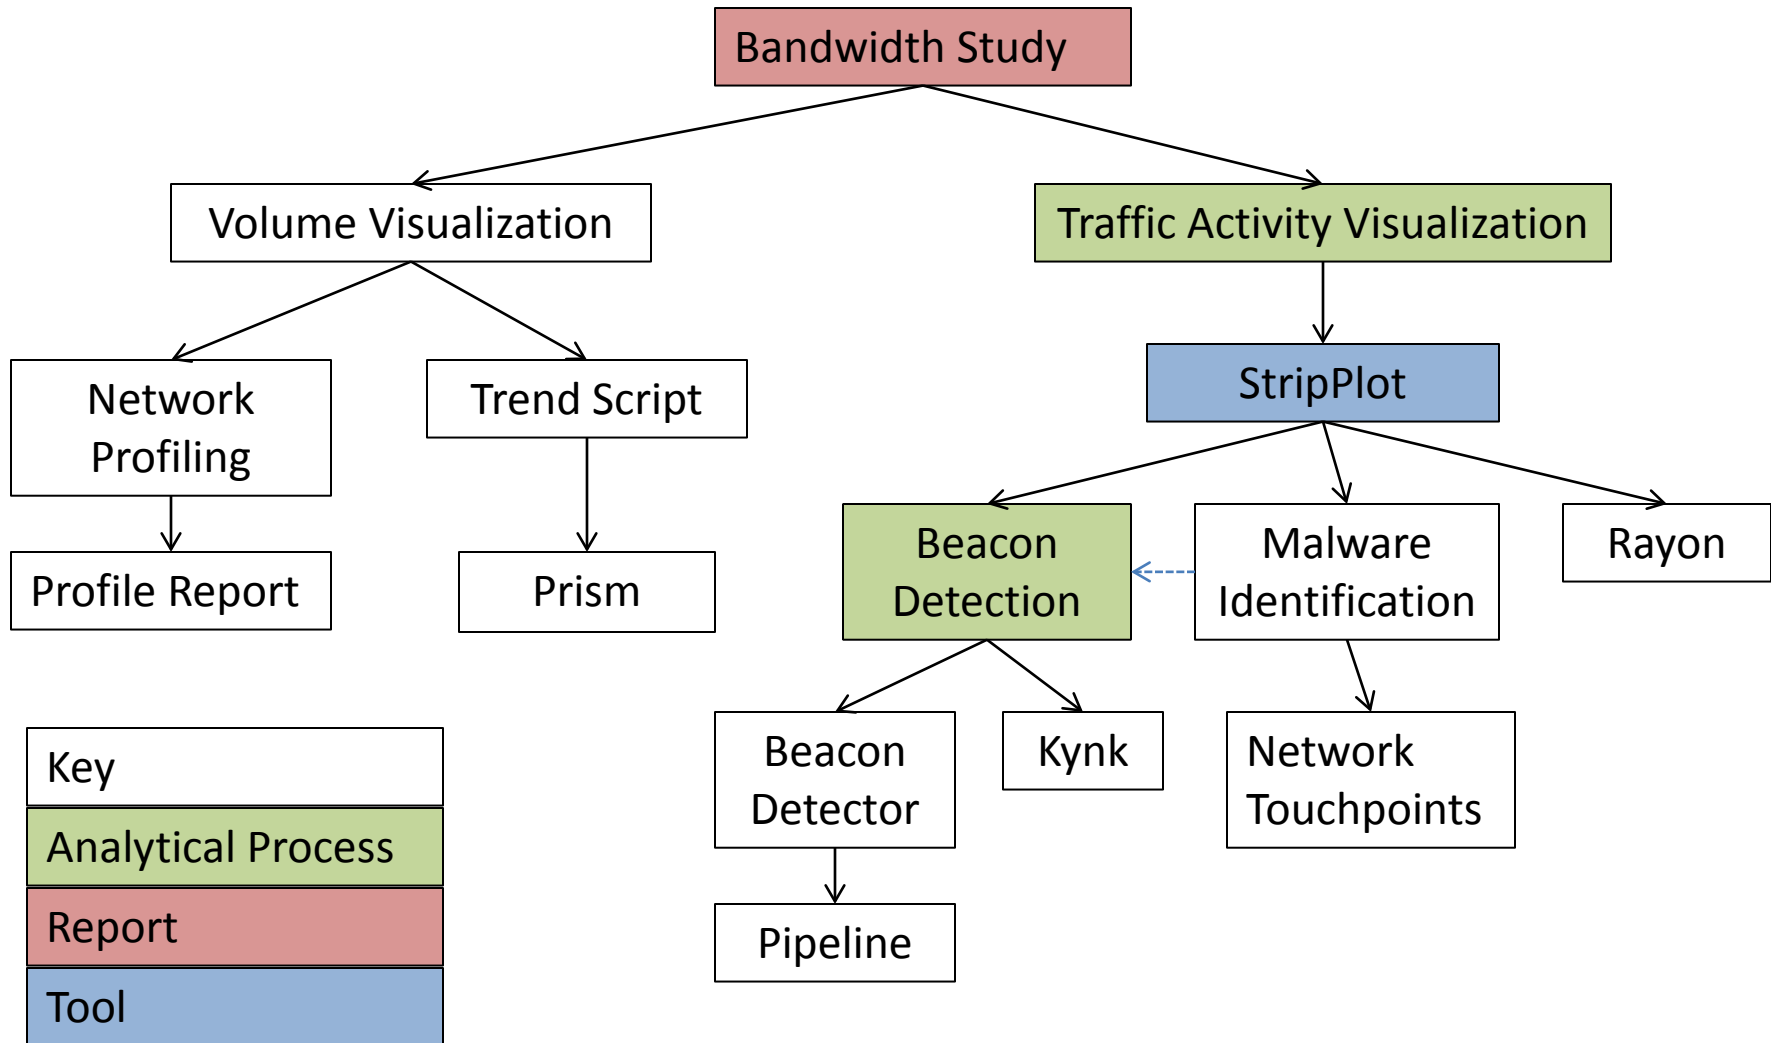 Bandwidth Study
Volume Visualization
Traffic Activity Visualization
Network
Profiling
Trend Script
StripPlot
Profile Report
Prism
Beacon
Detection
Malware
Identification
Rayon
Beacon
Detector
Kynk
Network
Touchpoints
Pipeline
Key
Analytical Process
Report
Tool